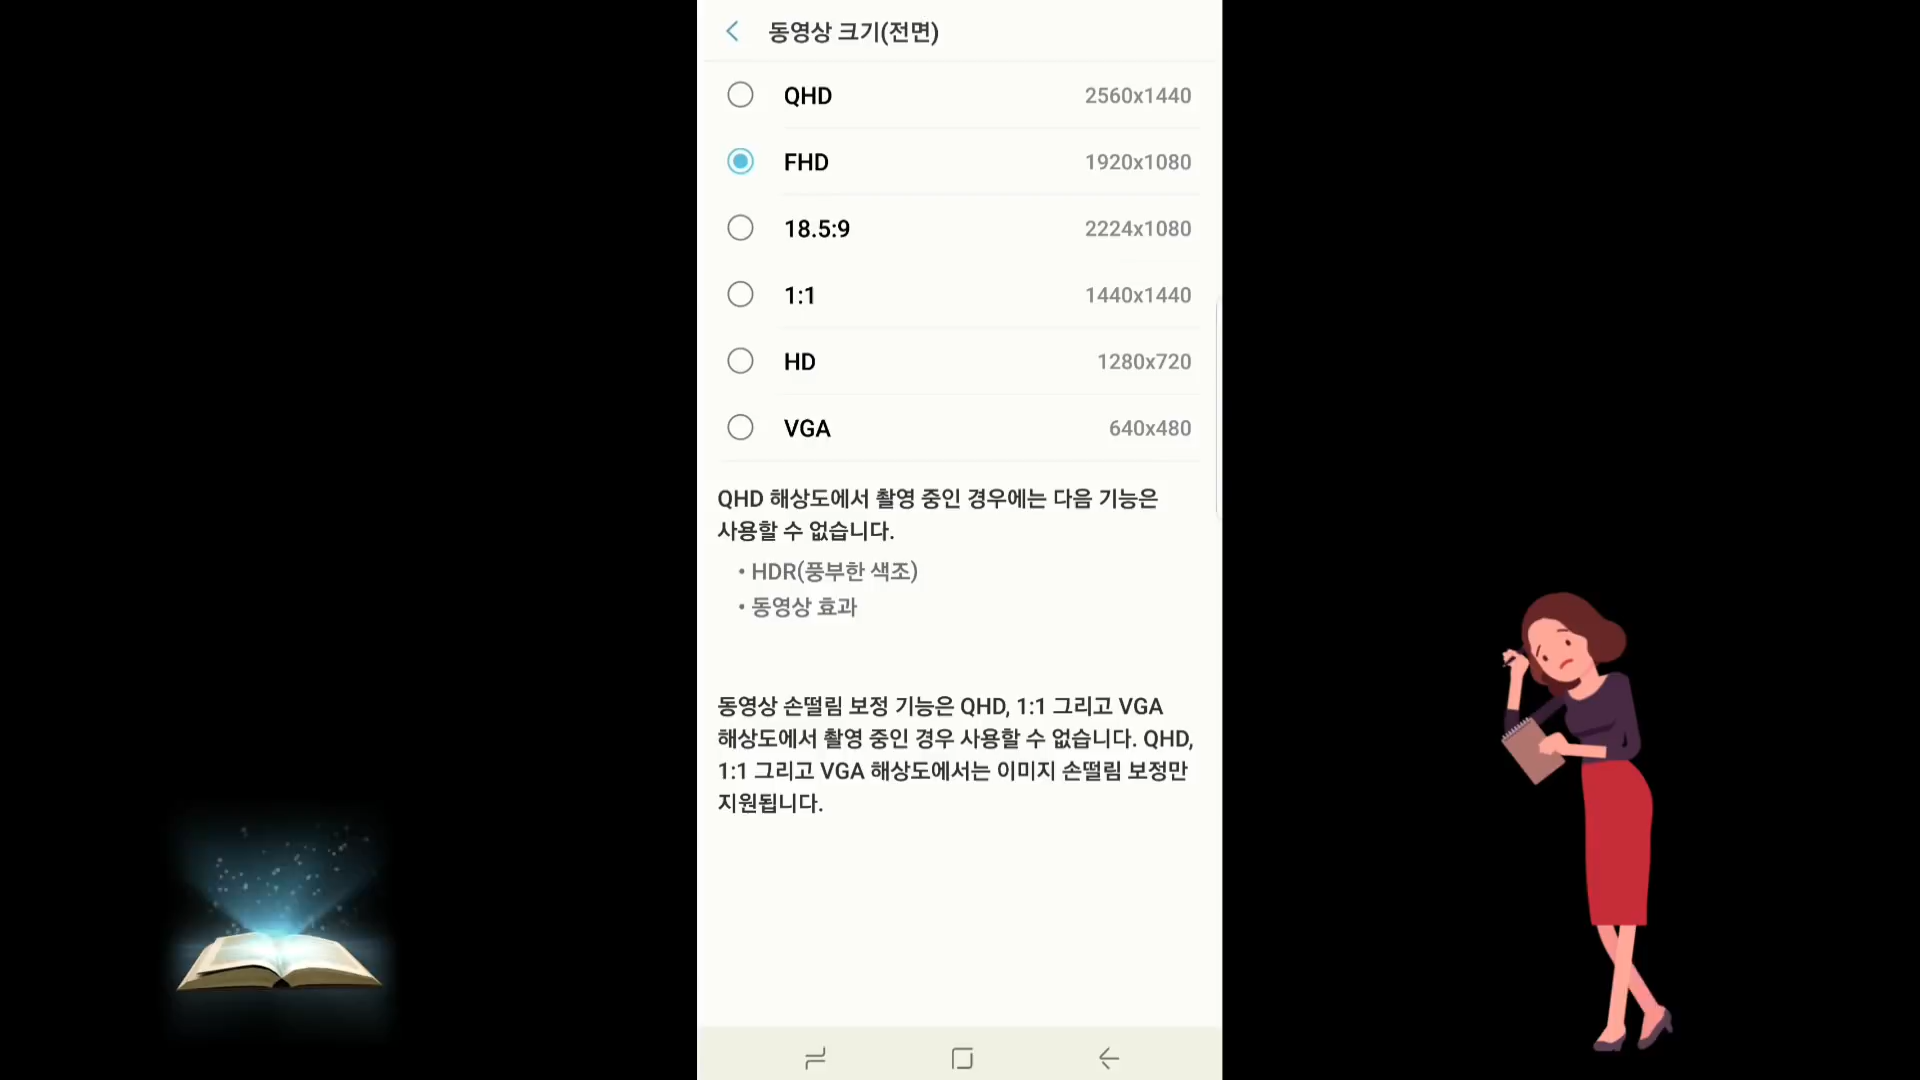 동영상 크기(전면)
QHD 2560x1440
FHD 1920x1080
18.5:9 2224x1080
1:1 1440x1440
HD 1280x720
VGA 640x480
QHD 해상도에서 촬영 중인 경우에는 다음 기능은
사용할 수 없습니다.
• HDR(풍부한 색조)
• 동영상 효과
동영상 손떨림 보정 기능은 QHD, 1:1 그리고 VGA
해상도에서 촬영 중인 경우 사용할 수 없습니다. QHD,
1:1 그리고 VGA 해상도에서는 이미지 손떨림 보정만
지원됩니다.